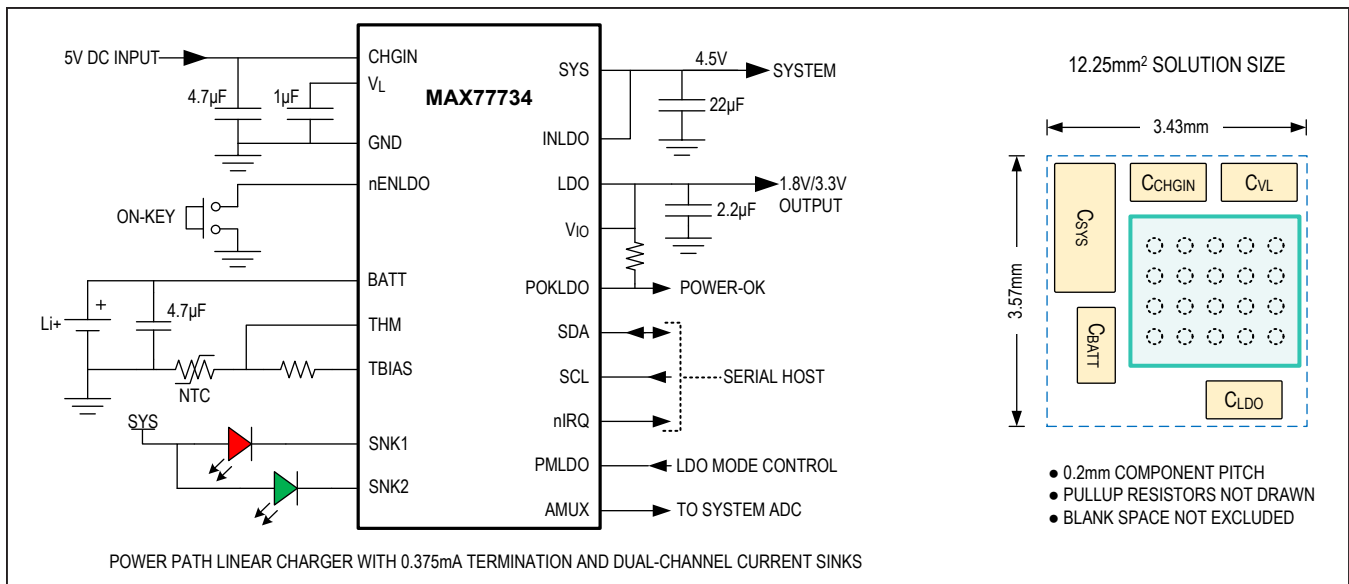 5V DC INPUT
4.7µF
1µF
CHGIN
VL
GND
nENLDO
ON-KEY
BATT
Li+
+
4.7µF
THM
TBIAS
NTC
SYS
SNK1
SNK2
MAX77734
SYS
INLDO
LDO
VIO
POKLDO
SDA
SCL
nIRQ
PMLDO
AMUX
4.5V
SYSTEM
22µF
1.8V/3.3V
OUTPUT
2.2µF
POWER-OK
SERIAL HOST
LDO MODE CONTROL
TO SYSTEM ADC
POWER PATH LINEAR CHARGER WITH 0.375mA TERMINATION AND DUAL-CHANNEL CURRENT SINKS
12.25mm² SOLUTION SIZE
3.43mm
3.57mm
CSYS
CCHGIN
CVL
CBATT
CLDO
● 0.2mm COMPONENT PITCH
● PULLUP RESISTORS NOT DRAWN
● BLANK SPACE NOT EXCLUDED